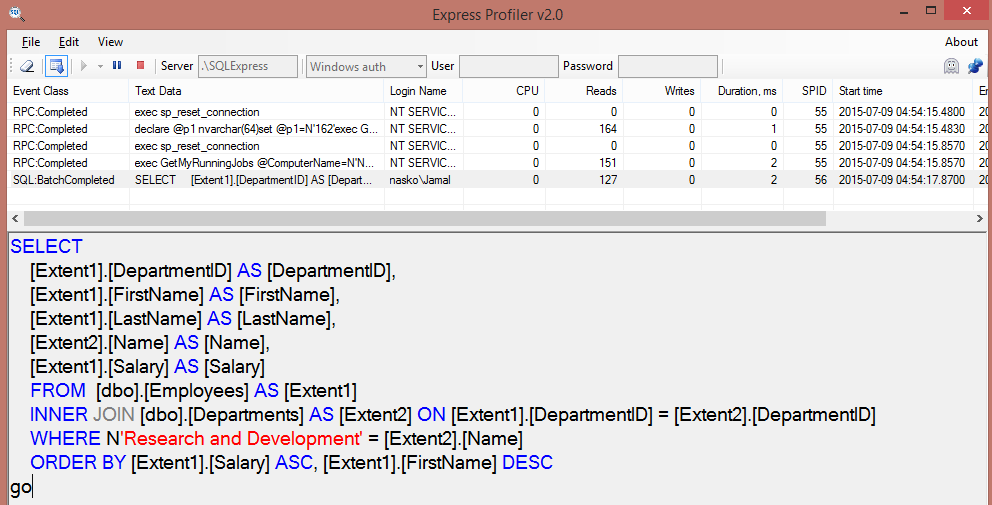 Express Profiler v2.0
File Edit View About
Server .\SQLExpress Windows auth User Password
Event Class Text Data Login Name CPU Reads Writes Duration, ms SPID Start time
RPC:Completed exec sp_reset_connection NT SERVIC... 0 0 0 0 55 2015-07-09 04:54:15.4800 20
RPC:Completed declare @p1 nvarchar(64)set @p1=N'162'exec G... NT SERVIC... 0 164 0 1 55 2015-07-09 04:54:15.4830 20
RPC:Completed exec sp_reset_connection NT SERVIC... 0 0 0 0 55 2015-07-09 04:54:15.8570 20
RPC:Completed exec GetMyRunningJobs @ComputerName=N'N... NT SERVIC... 0 151 0 2 55 2015-07-09 04:54:15.8570 20
SQL:BatchCompleted SELECT [Extent1].[DepartmentID] AS [Depart... nasko\Jamal 0 127 0 2 56 2015-07-09 04:54:17.8700 20
SELECT
[Extent1].[DepartmentID] AS [DepartmentID],
[Extent1].[FirstName] AS [FirstName],
[Extent1].[LastName] AS [LastName],
[Extent2].[Name] AS [Name],
[Extent1].[Salary] AS [Salary]
FROM [dbo].[Employees] AS [Extent1]
INNER JOIN [dbo].[Departments] AS [Extent2] ON [Extent1].[DepartmentID] = [Extent2].[DepartmentID]
WHERE N'Research and Development' = [Extent2].[Name]
ORDER BY [Extent1].[Salary] ASC, [Extent1].[FirstName] DESC
go